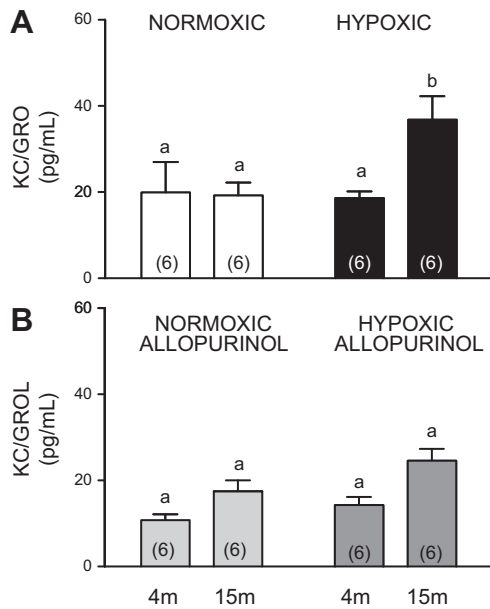 A
NORMOXIC HYPOXIC
KC/GRO
(pg/mL)
60
40
20
0
a a a b
(6) (6) (6) (6)
B
NORMOXIC HYPOXIC
ALLOPURINOL ALLOPURINOL
KC/GROL
(pg/mL)
60
40
20
0
a a a a
(6) (6) (6) (6)
4m 15m 4m 15m